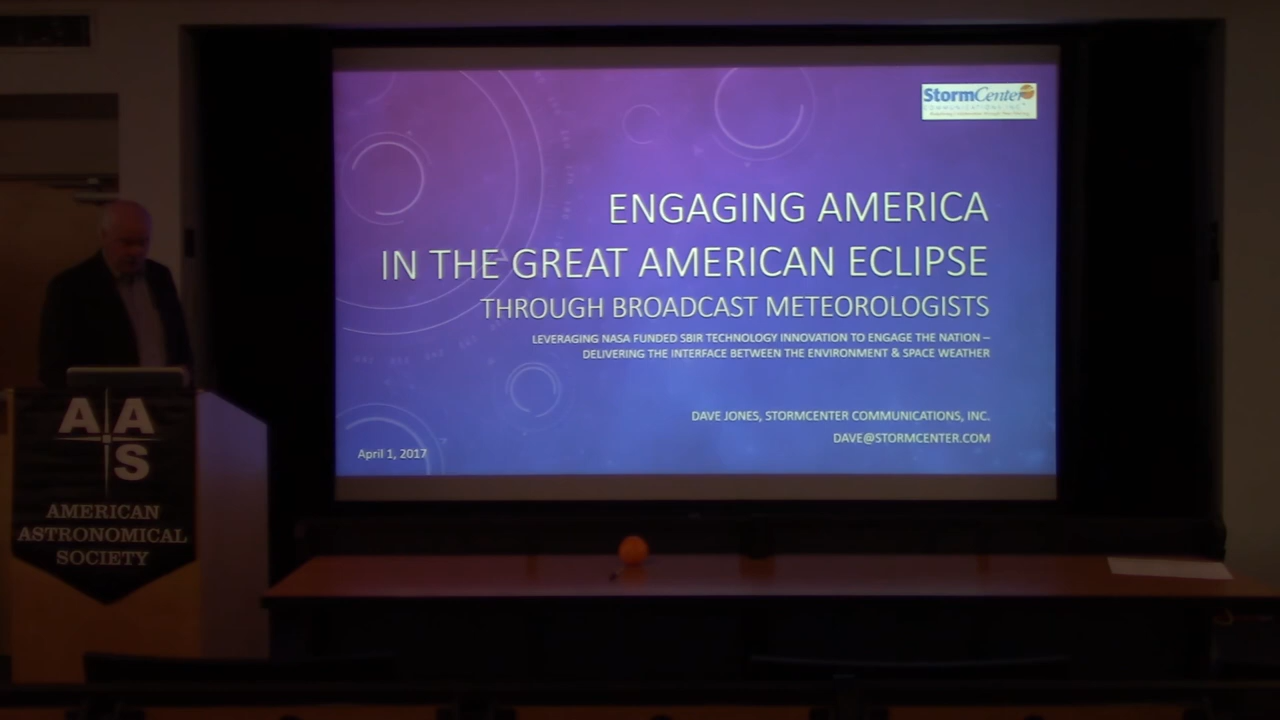 StormCenter
COMMUNICATIONS, INC.
ENGAGING AMERICA
IN THE GREAT AMERICAN ECLIPSE
THROUGH BROADCAST METEOROLOGISTS
LEVERAGING NASA FUNDED SBIR TECHNOLOGY INNOVATION TO ENGAGE THE NATION –
DELIVERING THE INTERFACE BETWEEN THE ENVIRONMENT & SPACE WEATHER
DAVE JONES, STORMCENTER COMMUNICATIONS, INC.
DAVE@STORMCENTER.COM
April 1, 2017
A A
S
AMERICAN
ASTRONOMICAL
SOCIETY